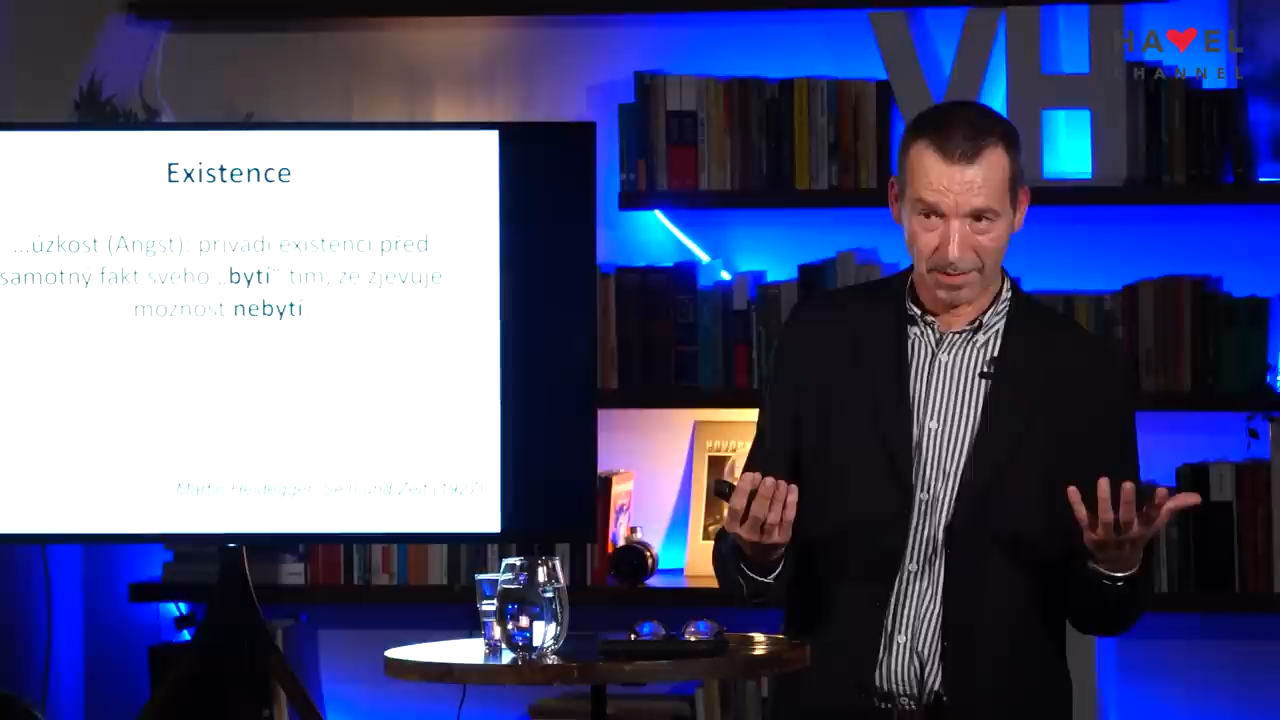 HAVEL
CHANNEL
VH
Existence
...úzkost (Angst): přivádí existenci před
samotný fakt svého „bytí“ tím, že zjevuje
možnost nebytí.
Martin Heidegger, Sein und Zeit (1927)